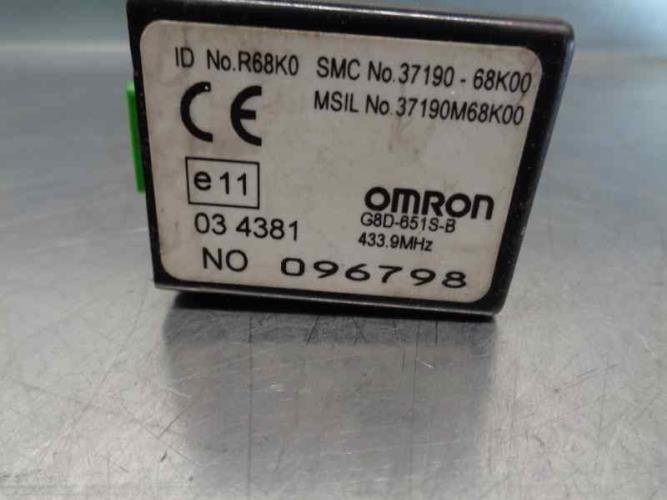 ID No.R68K0 SMC No.37190 - 68K00
MSIL No.37190M68K00
CE
e11
OMRON
03 4381
G8D-651S-B
433.9MHz
NO 096798